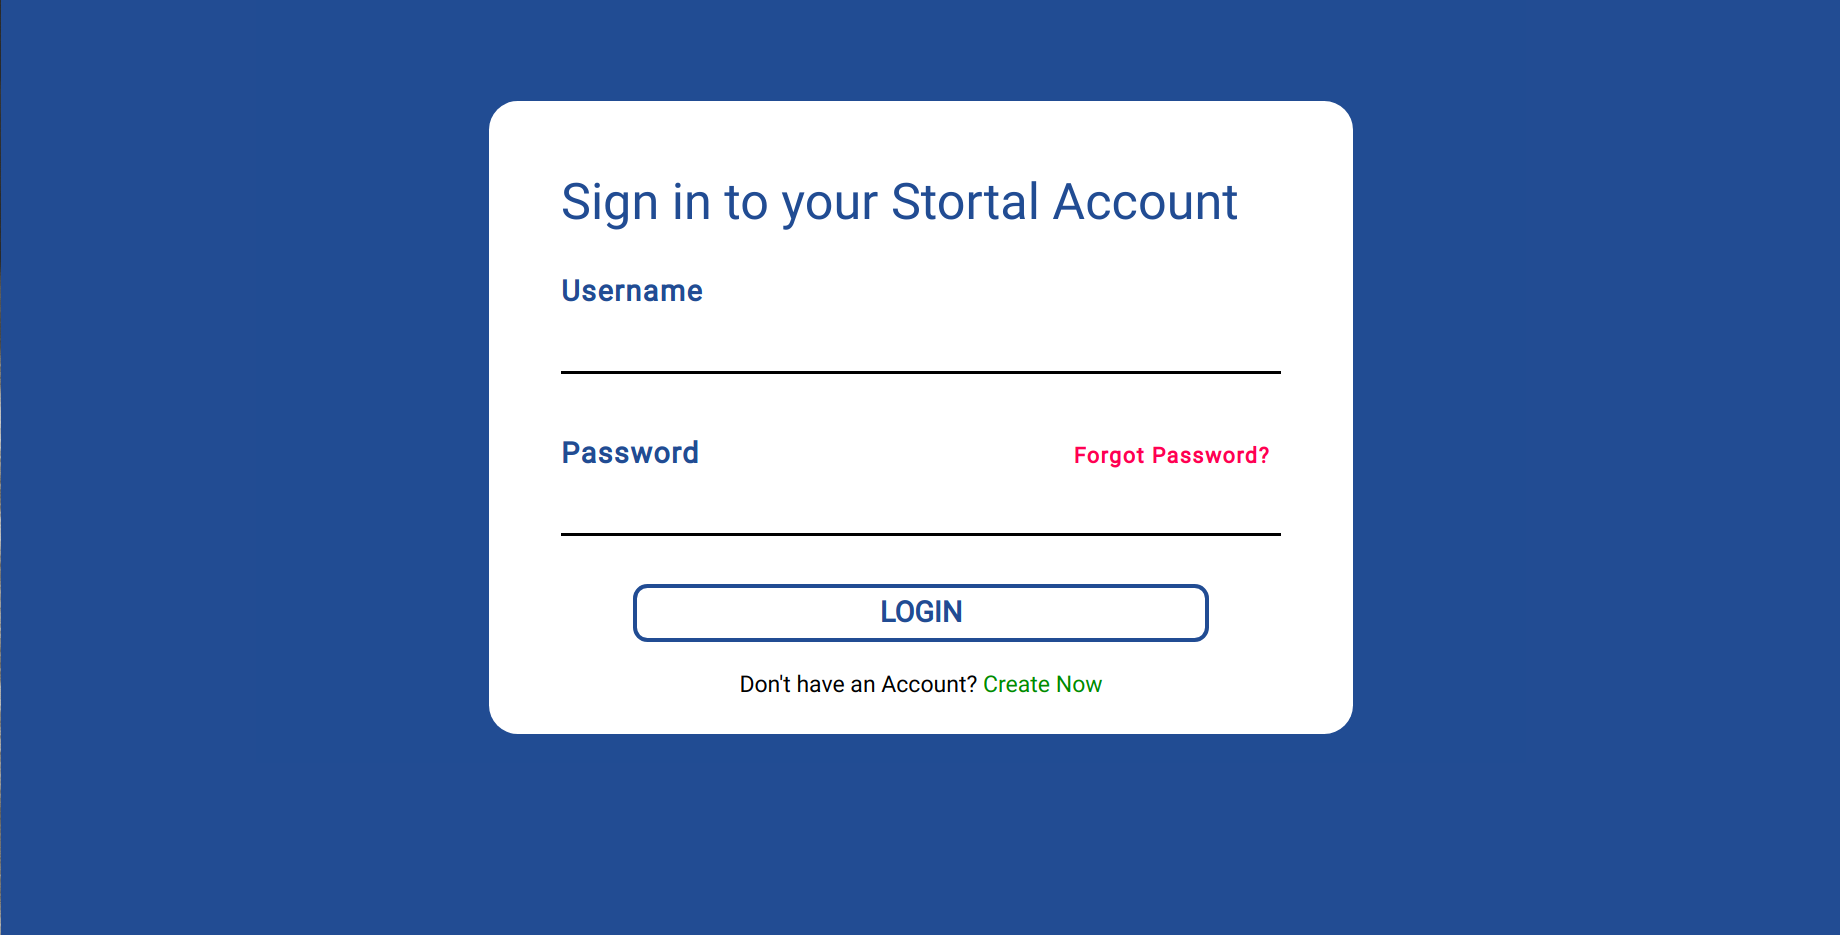 Sign in to your Stortal Account
Username
Password Forgot Password?
LOGIN
Don't have an Account? Create Now